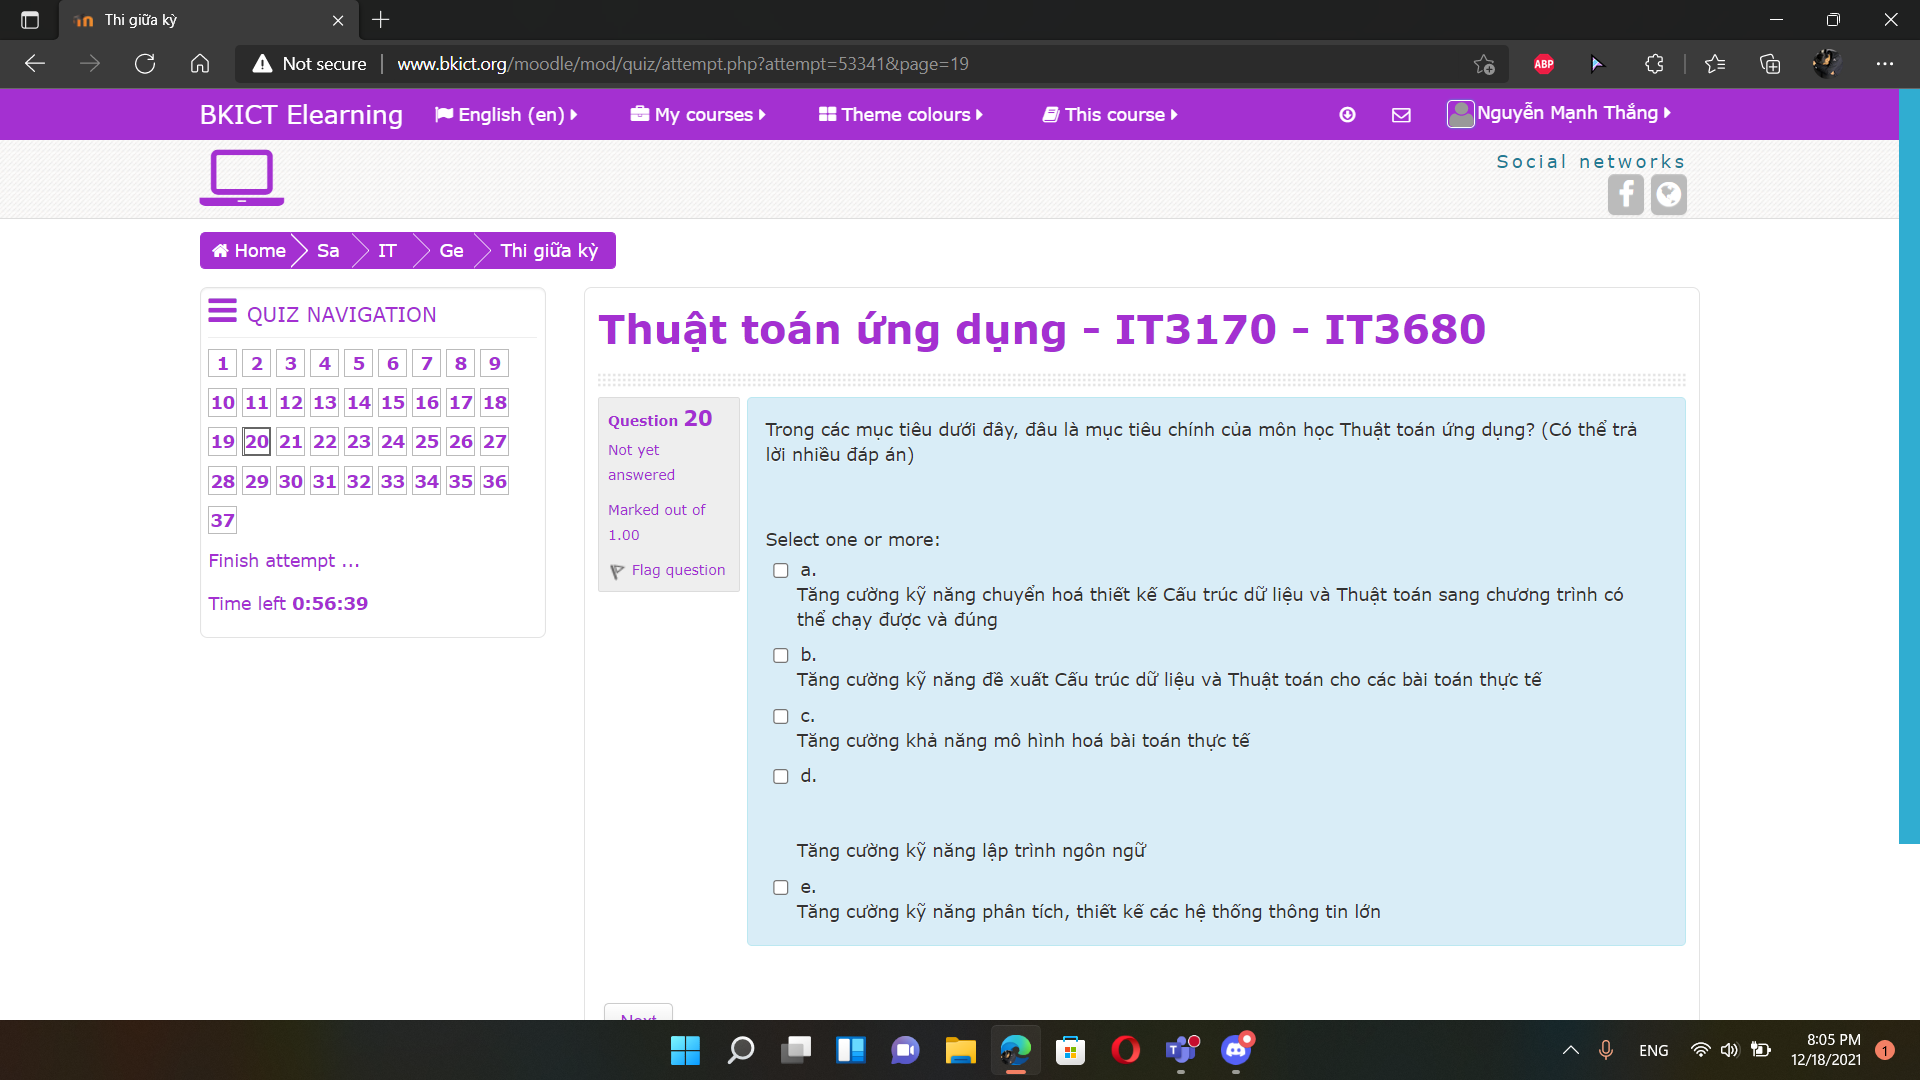 Thi giữa kỳ
Not secure
www.bkict.org/moodle/mod/quiz/attempt.php?attempt=53341&page=19
ABP
BKICT Elearning
English (en)
My courses
Theme colours
This course
Nguyễn Mạnh Thắng
Social networks
Home
Sa
IT
Ge
Thi giữa kỳ
QUIZ NAVIGATION
1 2 3 4 5 6 7 8 9
10 11 12 13 14 15 16 17 18
19 20 21 22 23 24 25 26 27
28 29 30 31 32 33 34 35 36
37
Finish attempt ...
Time left 0:56:39
Thuật toán ứng dụng - IT3170 - IT3680
Question 20
Not yet
answered
Marked out of
1.00
Flag question
Trong các mục tiêu dưới đây, đâu là mục tiêu chính của môn học Thuật toán ứng dụng? (Có thể trả
lời nhiều đáp án)
Select one or more:
a.
Tăng cường kỹ năng chuyển hoá thiết kế Cấu trúc dữ liệu và Thuật toán sang chương trình có
thể chạy được và đúng
b.
Tăng cường kỹ năng đề xuất Cấu trúc dữ liệu và Thuật toán cho các bài toán thực tế
c.
Tăng cường khả năng mô hình hoá bài toán thực tế
d.
Tăng cường kỹ năng lập trình ngôn ngữ
e.
Tăng cường kỹ năng phân tích, thiết kế các hệ thống thông tin lớn
Next
ENG
8:05 PM
12/18/2021
1